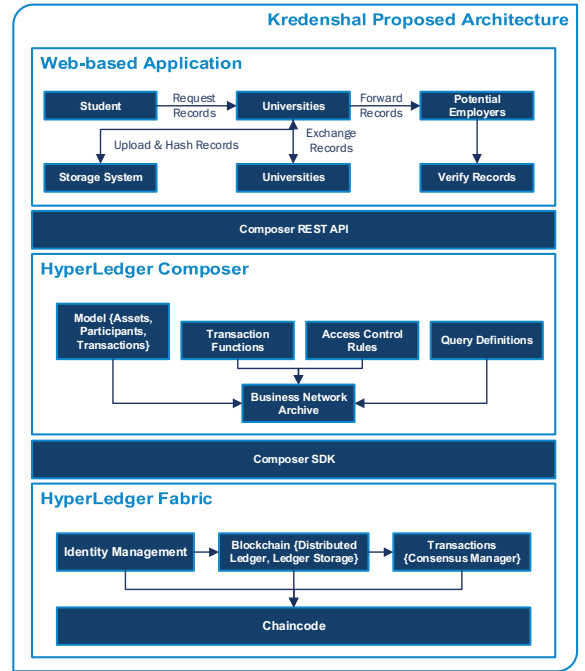 Kredenshal Proposed Architecture
Web-based Application
Student
Request
Records
Universities
Forward
Records
Potential
Employers
Upload & Hash Records
Exchange
Records
Storage System
Universities
Verify Records
Composer REST API
HyperLedger Composer
Model {Assets,
Participants,
Transactions}
Transaction
Functions
Access Control
Rules
Query Definitions
Business Network
Archive
Composer SDK
HyperLedger Fabric
Identity Management
Blockchain {Distributed
Ledger, Ledger Storage}
Transactions
{Consensus Manager}
Chaincode